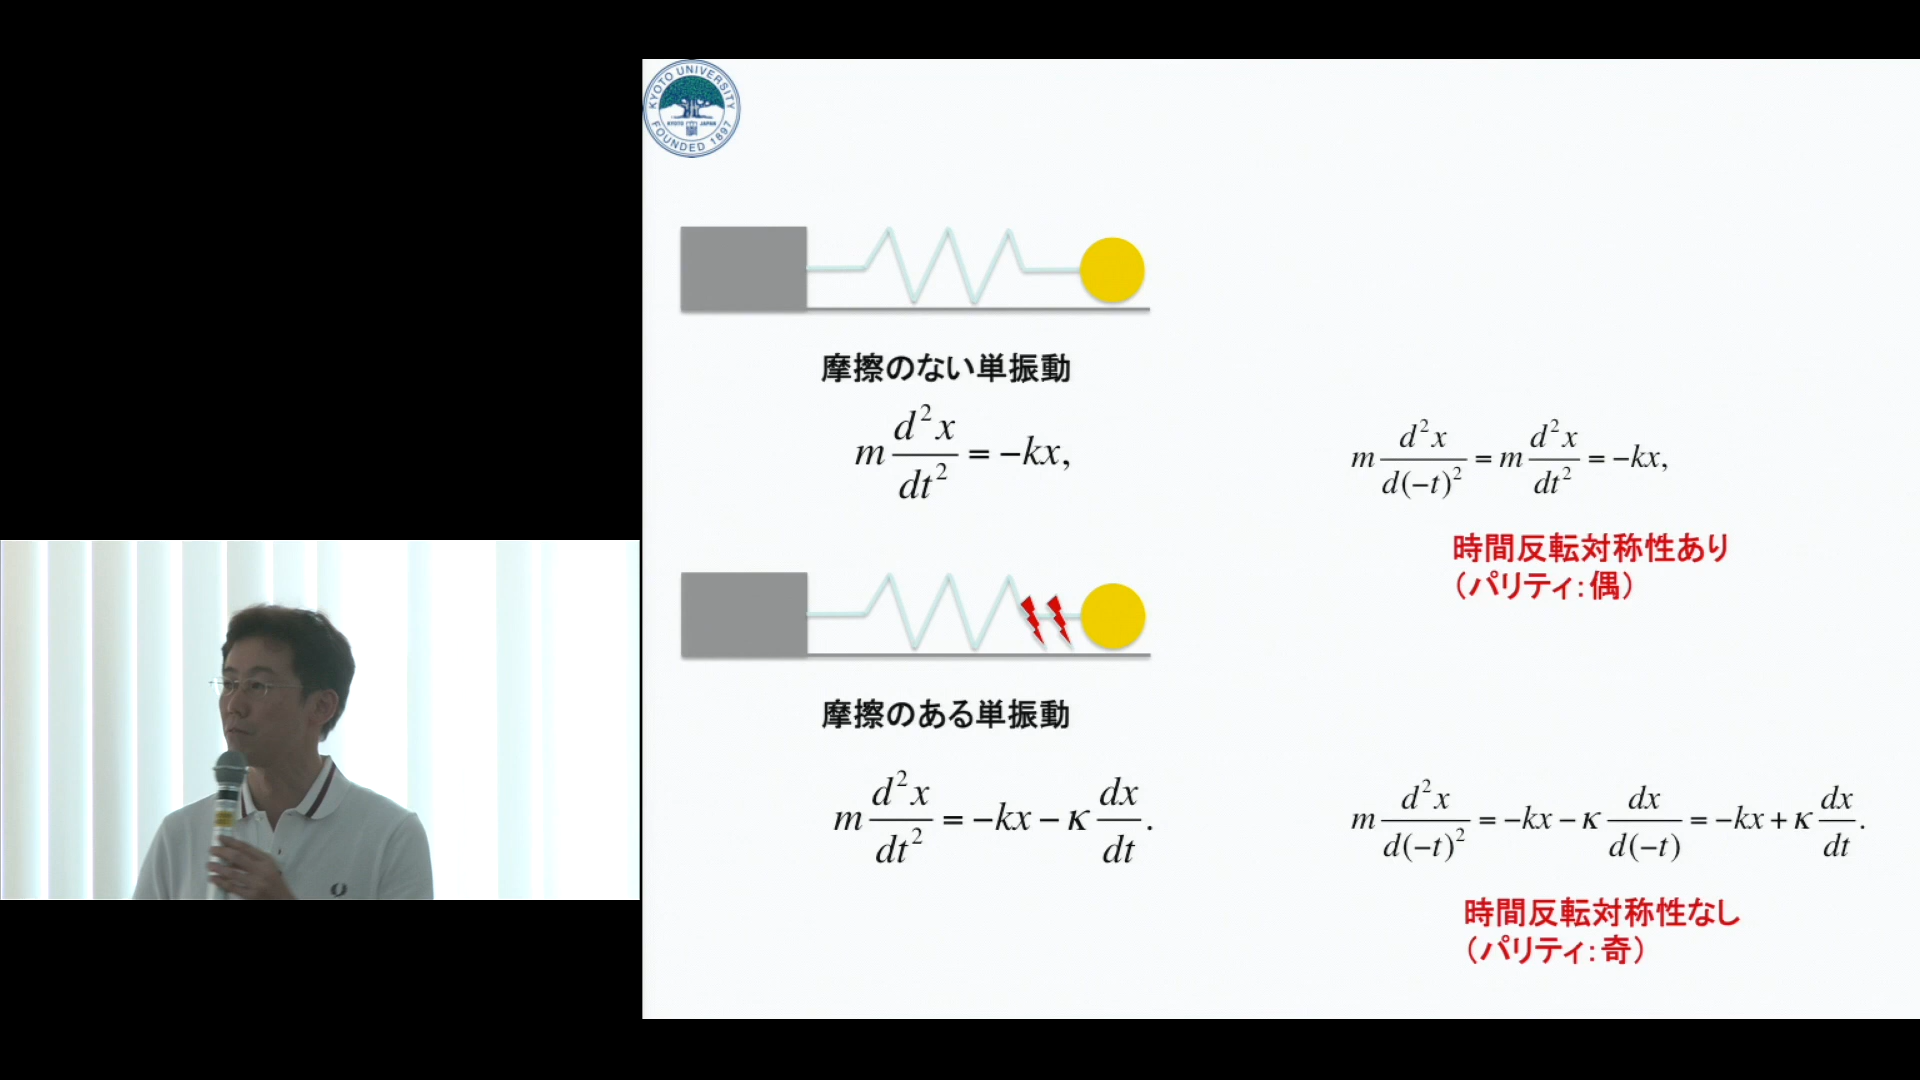 KYOTO UNIVERSITY
KYOTO JAPAN
FOUNDED 1897
摩擦のない単振動
m d²x/dt² = −kx,
m d²x/d(−t)² = m d²x/dt² = −kx,
時間反転対称性あり
（パリティ：偶）
摩擦のある単振動
m d²x/dt² = −kx − κ dx/dt.
m d²x/d(−t)² = −kx − κ dx/d(−t) = −kx + κ dx/dt.
時間反転対称性なし
（パリティ：奇）